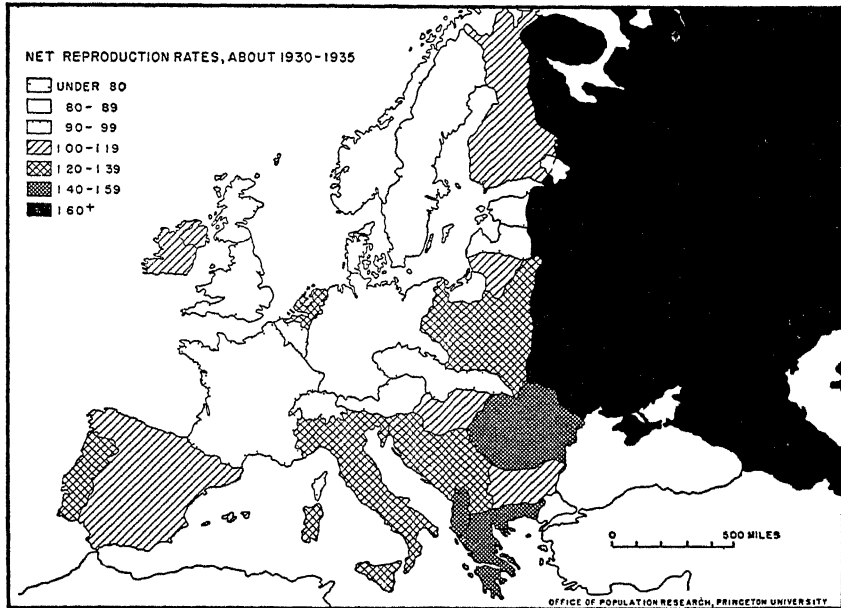 NET REPRODUCTION RATES, ABOUT 1930-1935
UNDER 80
80-89
90-99
100-119
120-139
140-159
160+
0 500 MILES
OFFICE OF POPULATION RESEARCH, PRINCETON UNIVERSITY